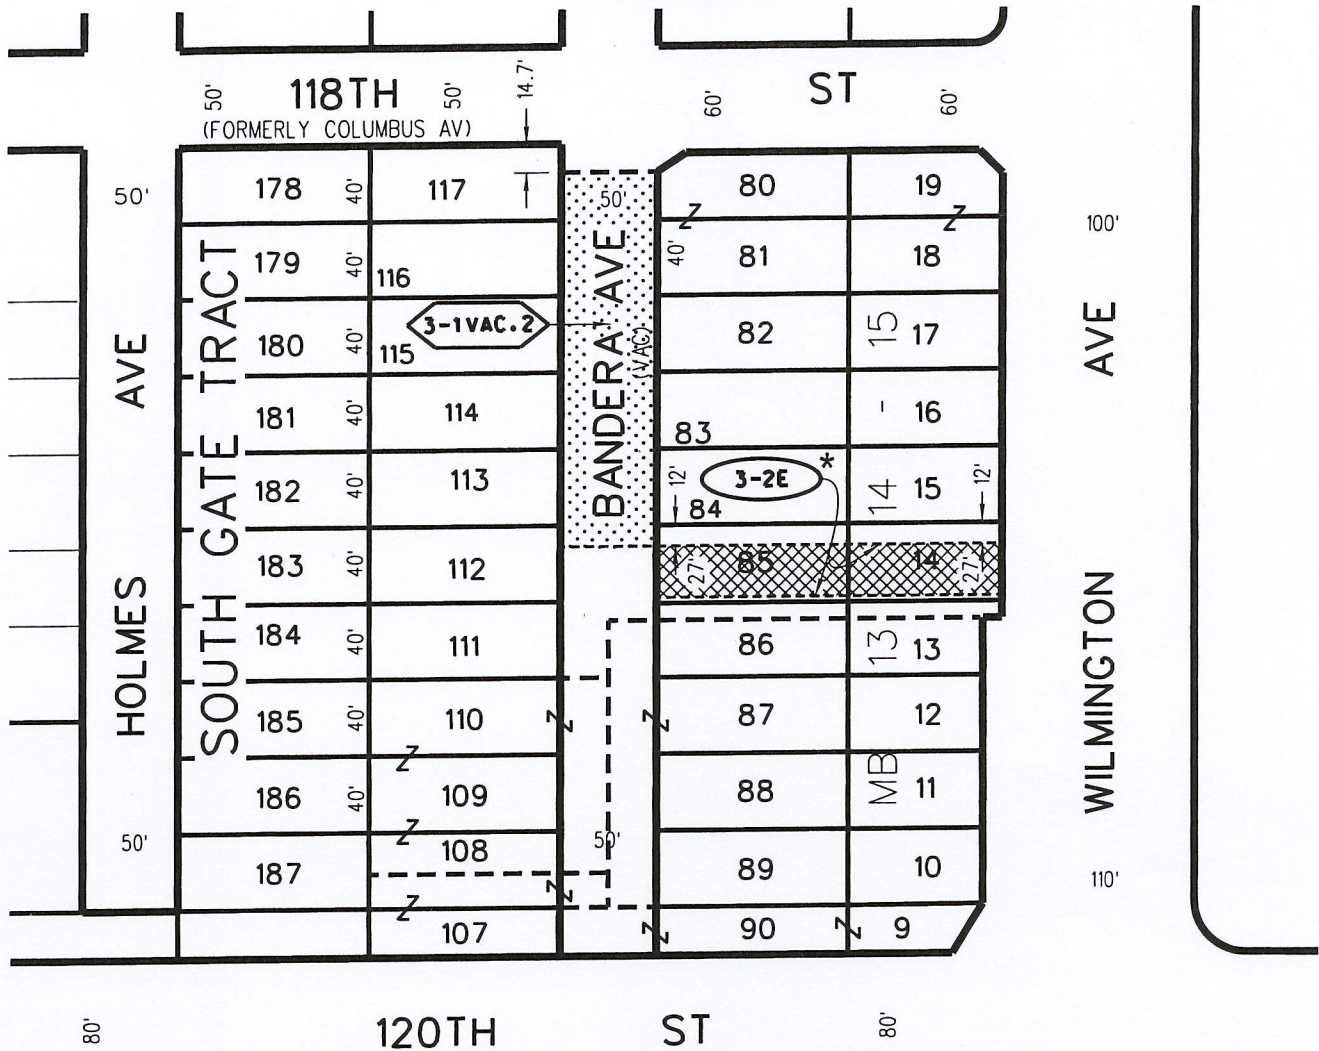 50' 118TH 50' 14.7' 60' ST 60'
(FORMERLY COLUMBUS AV)
50' 178 40' 117 50' 80 19 100'
Z Z
179 40' 116 40' 81 18
3-1VAC.2
180 40' 115 82 17
181 40' 114 83 16
3-2E *
182 40' 113 12' 84 15 12'
183 40' 112 27' 85 14 27'
184 40' 111 86 13
185 40' 110 Z Z 87 12
Z
186 40' 109 88 11
Z
50' 187 108 50' 89 10 110'
Z Z
107 Z 90 Z 9
HOLMES AVE
SOUTH GATE TRACT
BANDERA AVE
(VAC)
MB 13 14 - 15
WILMINGTON AVE
80' 120TH ST 80'